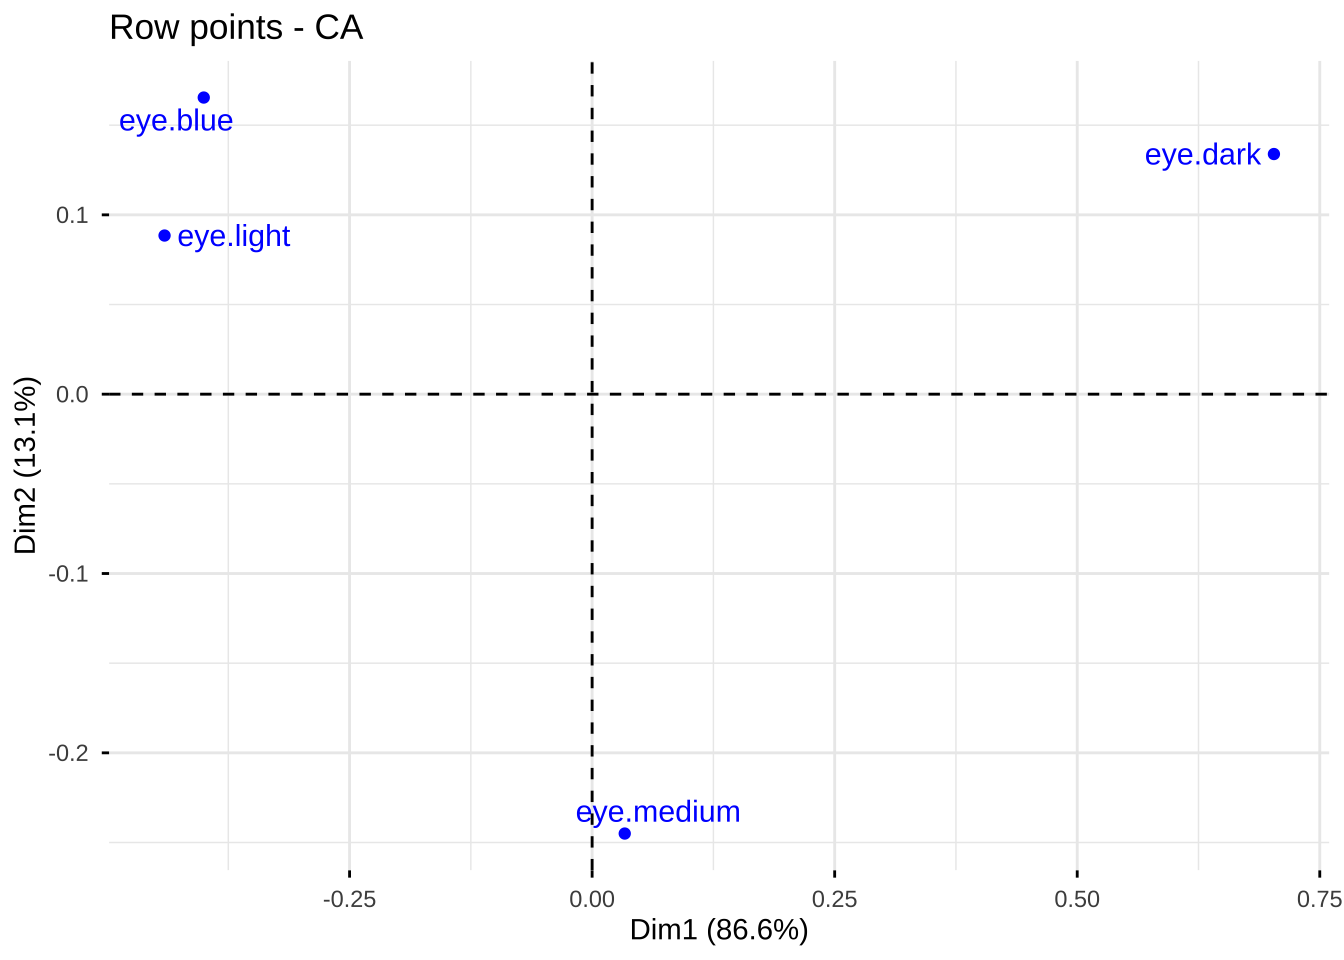 Row points - CA
eye.blue
eye.dark
eye.light
eye.medium
0.1
0.0
-0.1
-0.2
Dim2 (13.1%)
-0.25
0.00
0.25
0.50
0.75
Dim1 (86.6%)